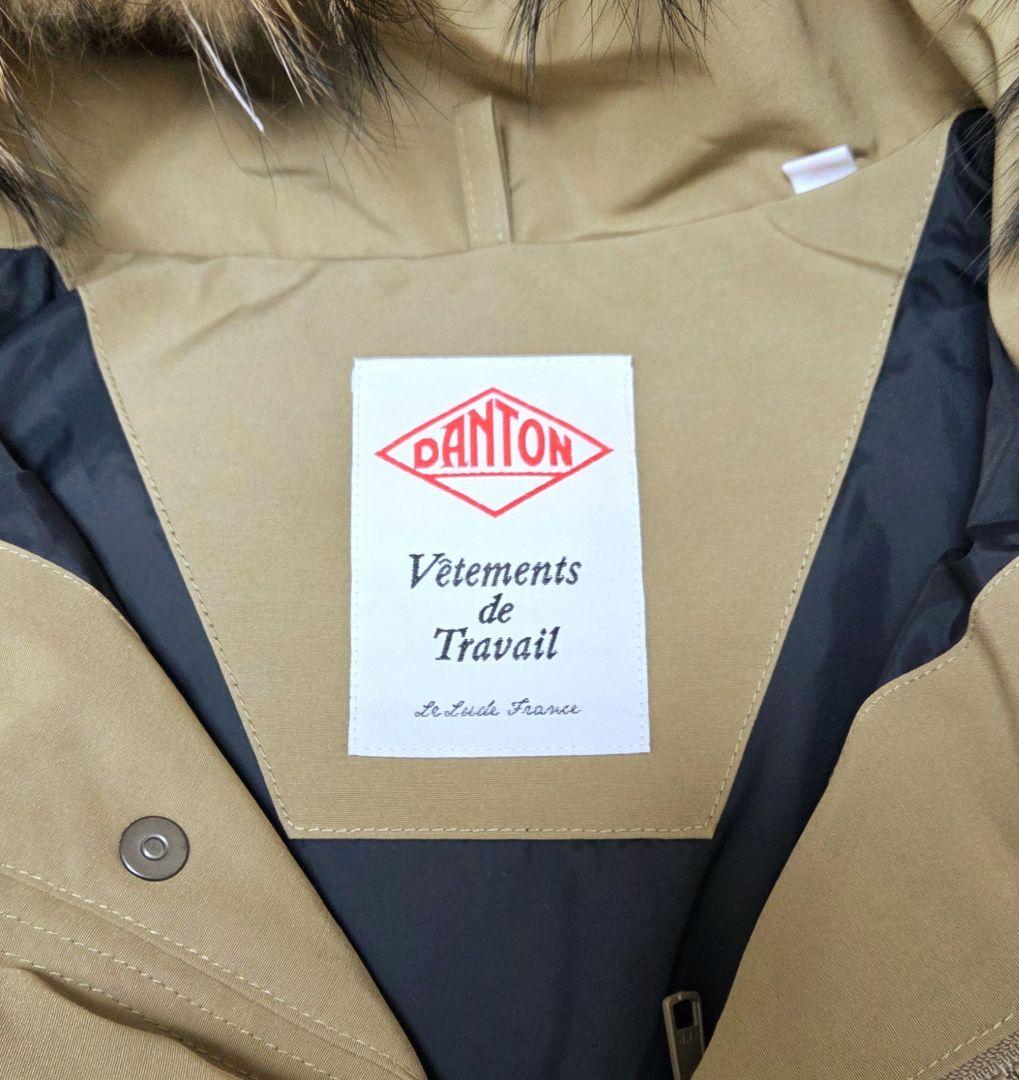 DANTON
Vêtements
de
Travail
Le Lude France